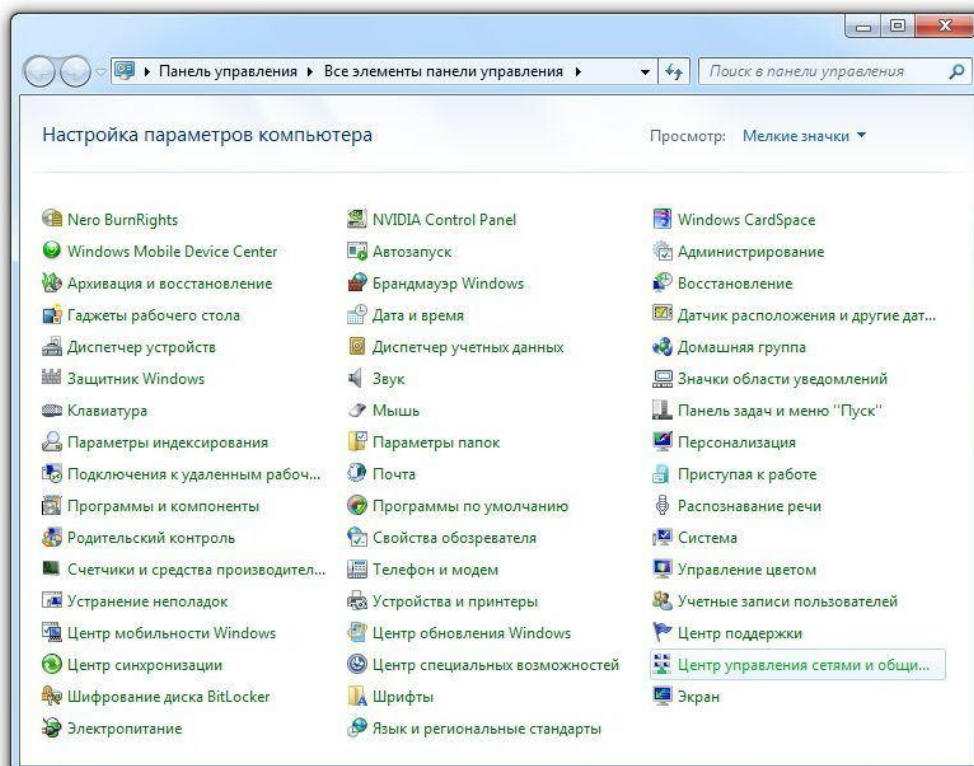 Панель управления ▸ Все элементы панели управления ▸ Поиск в панели управления
Настройка параметров компьютера Просмотр: Мелкие значки
Nero BurnRights NVIDIA Control Panel Windows CardSpace
Windows Mobile Device Center Автозапуск Администрирование
Архивация и восстановление Брандмауэр Windows Восстановление
Гаджеты рабочего стола Дата и время Датчик расположения и другие дат...
Диспетчер устройств Диспетчер учетных данных Домашняя группа
Защитник Windows Звук Значки области уведомлений
Клавиатура Мышь Панель задач и меню "Пуск"
Параметры индексирования Параметры папок Персонализация
Подключения к удаленным рабоч... Почта Приступая к работе
Программы и компоненты Программы по умолчанию Распознавание речи
Родительский контроль Свойства обозревателя Система
Счетчики и средства производител... Телефон и модем Управление цветом
Устранение неполадок Устройства и принтеры Учетные записи пользователей
Центр мобильности Windows Центр обновления Windows Центр поддержки
Центр синхронизации Центр специальных возможностей Центр управления сетями и общи...
Шифрование диска BitLocker Шрифты Экран
Электропитание Язык и региональные стандарты